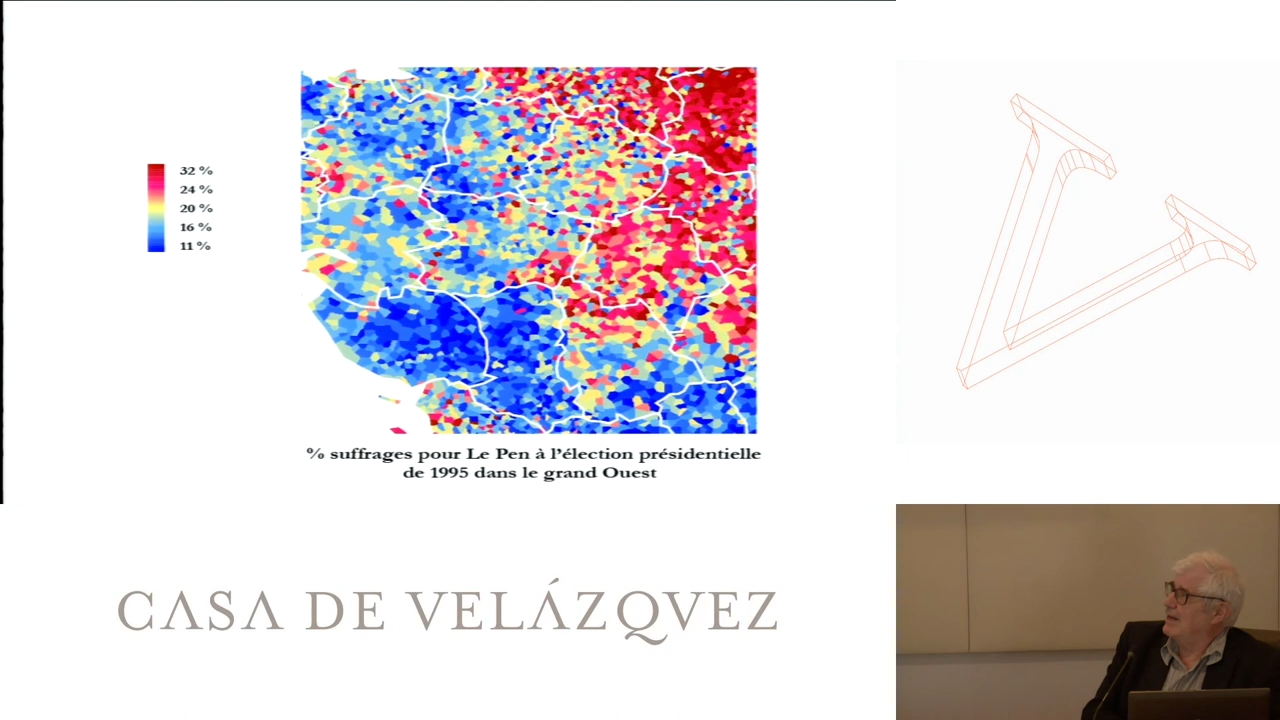 32 %
24 %
20 %
16 %
11 %
% suffrages pour Le Pen à l'élection présidentielle
de 1995 dans le grand Ouest
CASA DE VELÁZQVEZ